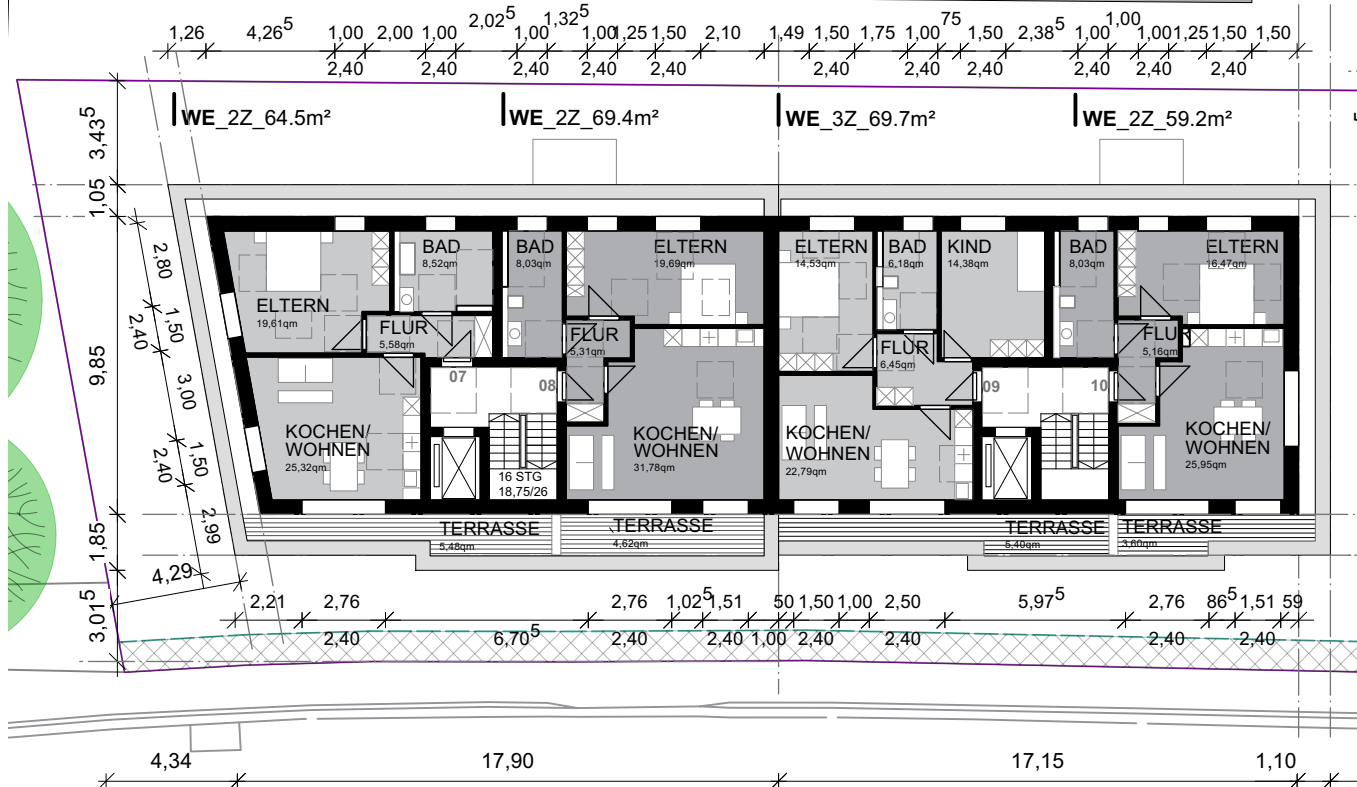 75
1,26 4,26⁵ 1,00 2,00 1,00 2,02⁵ 1,00 1,32⁵ 1,00 1,25 1,50 2,10 1,49 1,50 1,75 1,00 1,50 2,38⁵ 1,00 1,00 1,00 1,25 1,50 1,50
2,40 2,40 2,40 2,40 2,40 2,40 2,40 2,40 2,40 2,40 2,40
WE_2Z_64.5m² WE_2Z_69.4m² WE_3Z_69.7m² WE_2Z_59.2m²
3,43⁵
1,05
9,85
1,85
3,01⁵
2,80
1,50
2,40
3,00
1,50
2,40
2,99
4,29
BAD
8,52qm
BAD
8,03qm
ELTERN
19,69qm
ELTERN
14,53qm
BAD
6,18qm
KIND
14,38qm
BAD
8,03qm
ELTERN
16,47qm
ELTERN
19,61qm
FLUR
5,58qm
FLUR
5,31qm
FLUR
6,45qm
FLU
5,16qm
07
08
09
10
KOCHEN/
WOHNEN
25,32qm
KOCHEN/
WOHNEN
31,78qm
KOCHEN/
WOHNEN
22,79qm
KOCHEN/
WOHNEN
25,95qm
16 STG
18,75/26
TERRASSE
5,48qm
TERRASSE
4,62qm
TERRASSE
5,40qm
TERRASSE
3,60qm
2,21 2,76 2,76 1,02⁵ 1,51 50 1,50 1,00 2,50 5,97⁵ 2,76 86⁵ 1,51 59
2,40 6,70⁵ 2,40 2,40 1,00 2,40 2,40 2,40 2,40
4,34 17,90 17,15 1,10